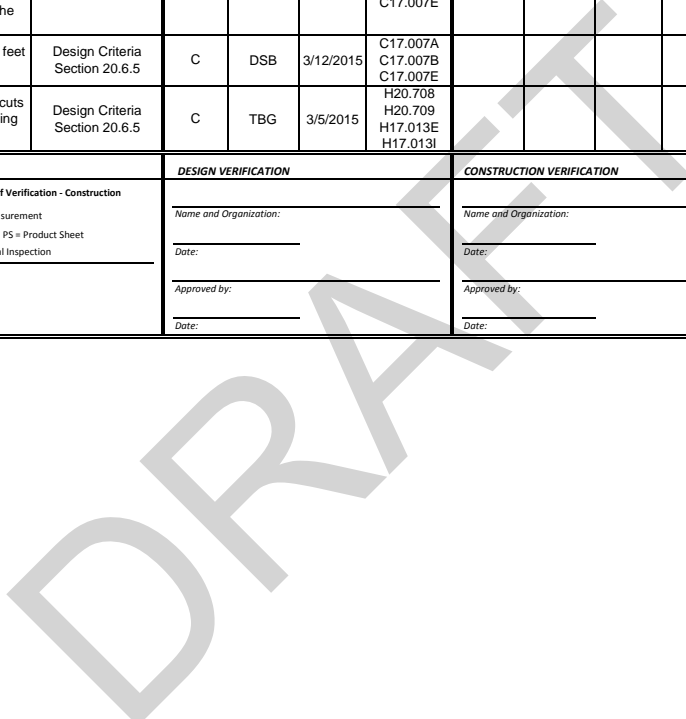 he
C17.007E
feet
Design Criteria
Section 20.6.5
C
DSB
3/12/2015
C17.007A
C17.007B
C17.007E
cuts
ing
Design Criteria
Section 20.6.5
C
TBG
3/5/2015
H20.708
H20.709
H17.013E
H17.013I
f Verification - Construction
surement
PS = Product Sheet
l Inspection
DESIGN VERIFICATION
Name and Organization:
Date:
Approved by:
Date:
CONSTRUCTION VERIFICATION
Name and Organization:
Date:
Approved by:
Date:
DRAFT